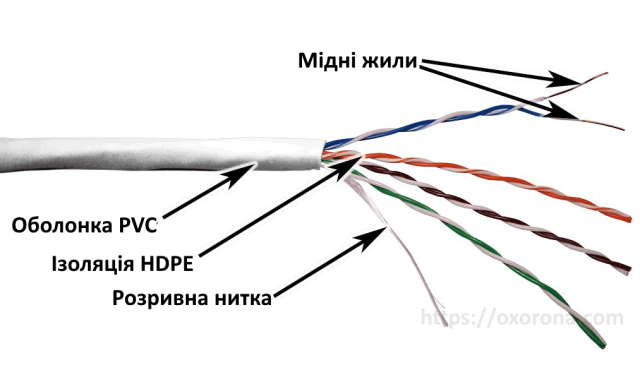 Мідні жили
Оболонка PVC
Ізоляція HDPE
Розривна нитка
https://oxorona.com